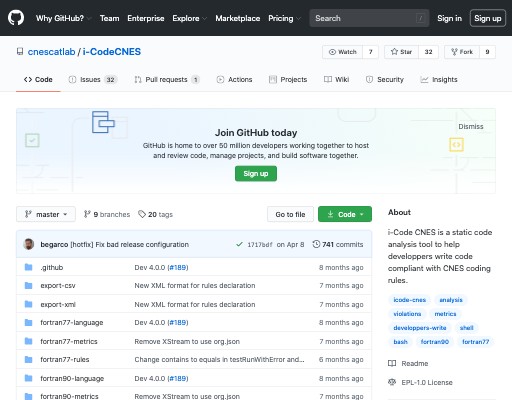 Why GitHub? Team Enterprise Explore Marketplace Pricing Search / Sign in Sign up
cnescatlab / i-CodeCNES Watch 7 Star 32 Fork 9
Code Issues 32 Pull requests 1 Actions Projects Wiki Security Insights
Dismiss
Join GitHub today
GitHub is home to over 50 million developers working together to host
and review code, manage projects, and build software together.
Sign up
master 9 branches 20 tags Go to file Code
begarco [hotfix] Fix bad release configuration 1717bdf on Apr 8 741 commits
.github Dev 4.0.0 (#189) 8 months ago
export-csv New XML format for rules declaration 7 months ago
export-xml New XML format for rules declaration 7 months ago
fortran77-language Dev 4.0.0 (#189) 8 months ago
fortran77-metrics Remove XStream to use org.json 7 months ago
fortran77-rules Change contains to equals in testRunWithError and... 6 months ago
fortran90-language Dev 4.0.0 (#189) 8 months ago
fortran90-metrics Remove XStream to use org.json 7 months ago
About
i-Code CNES is a static code
analysis tool to help
developpers write code
compliant with CNES coding
rules.
icode-cnes analysis
violations metrics
developpers-write shell
bash fortran90 fortran77
Readme
EPL-1.0 License